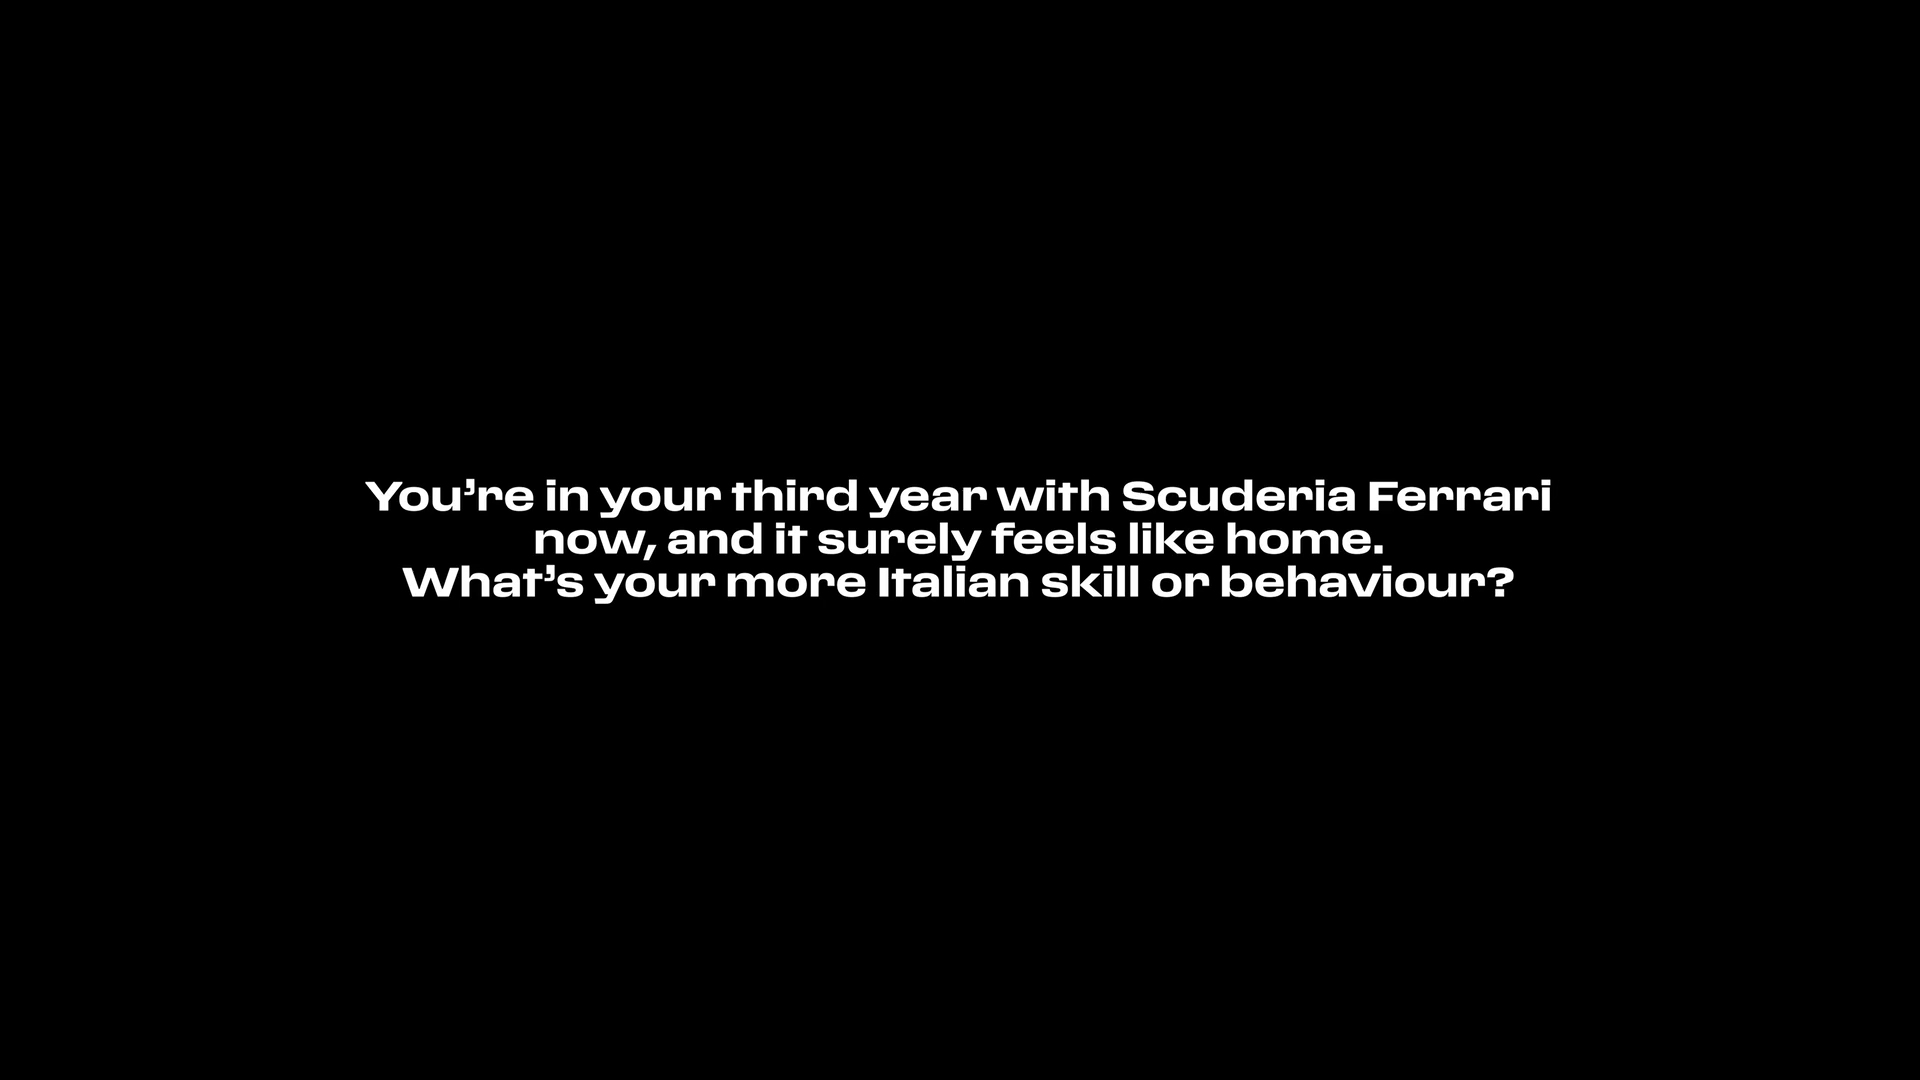 You’re in your third year with Scuderia Ferrari
now, and it surely feels like home.
What’s your more Italian skill or behaviour?